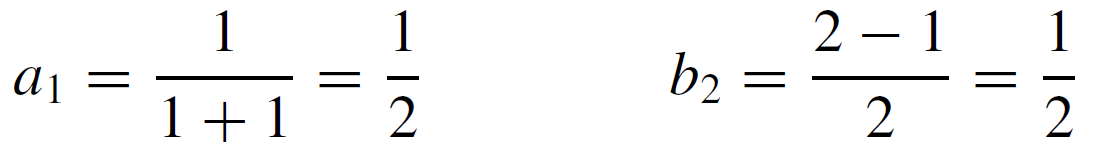 a₁ = 1/(1 + 1) = 1/2    b₂ = (2 − 1)/2 = 1/2